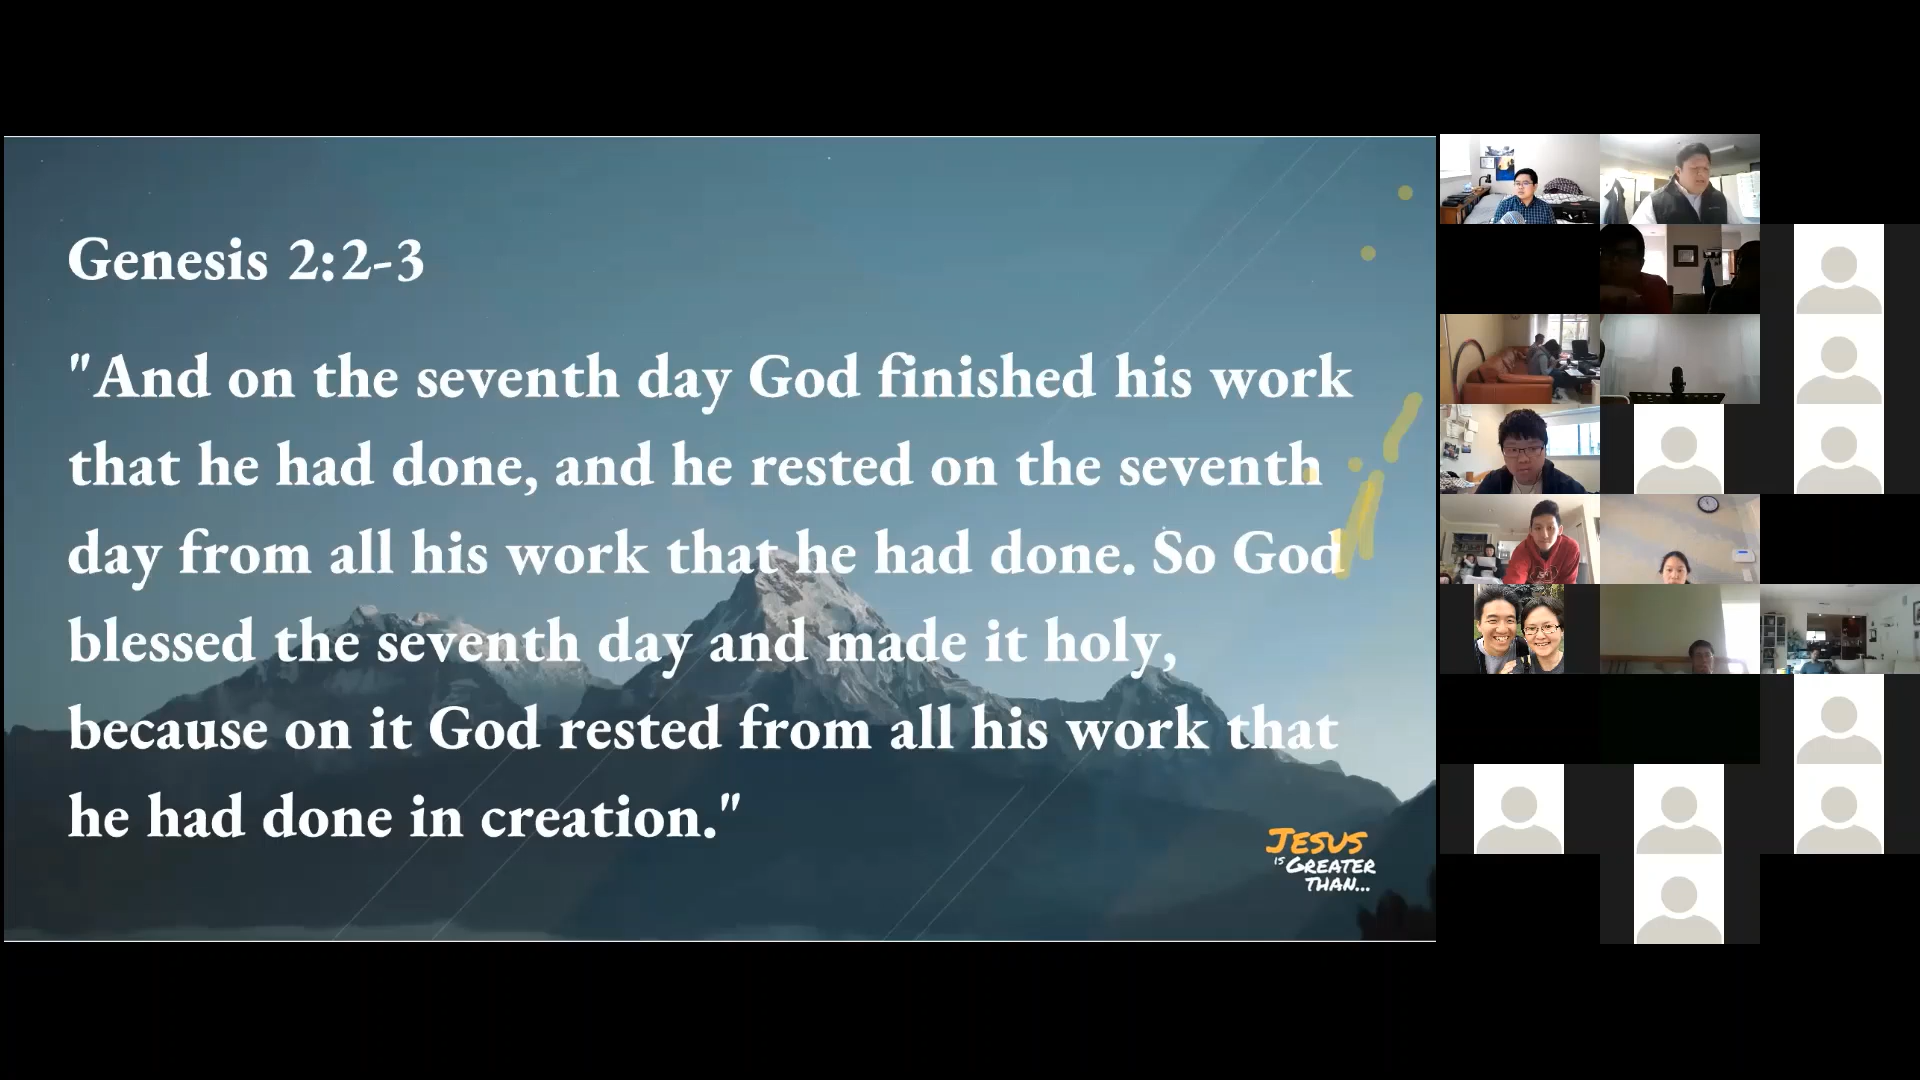 Genesis 2:2-3
"And on the seventh day God finished his work
that he had done, and he rested on the seventh
day from all his work that he had done. So God
blessed the seventh day and made it holy,
because on it God rested from all his work that
he had done in creation."
JESUS
IS GREATER
THAN...